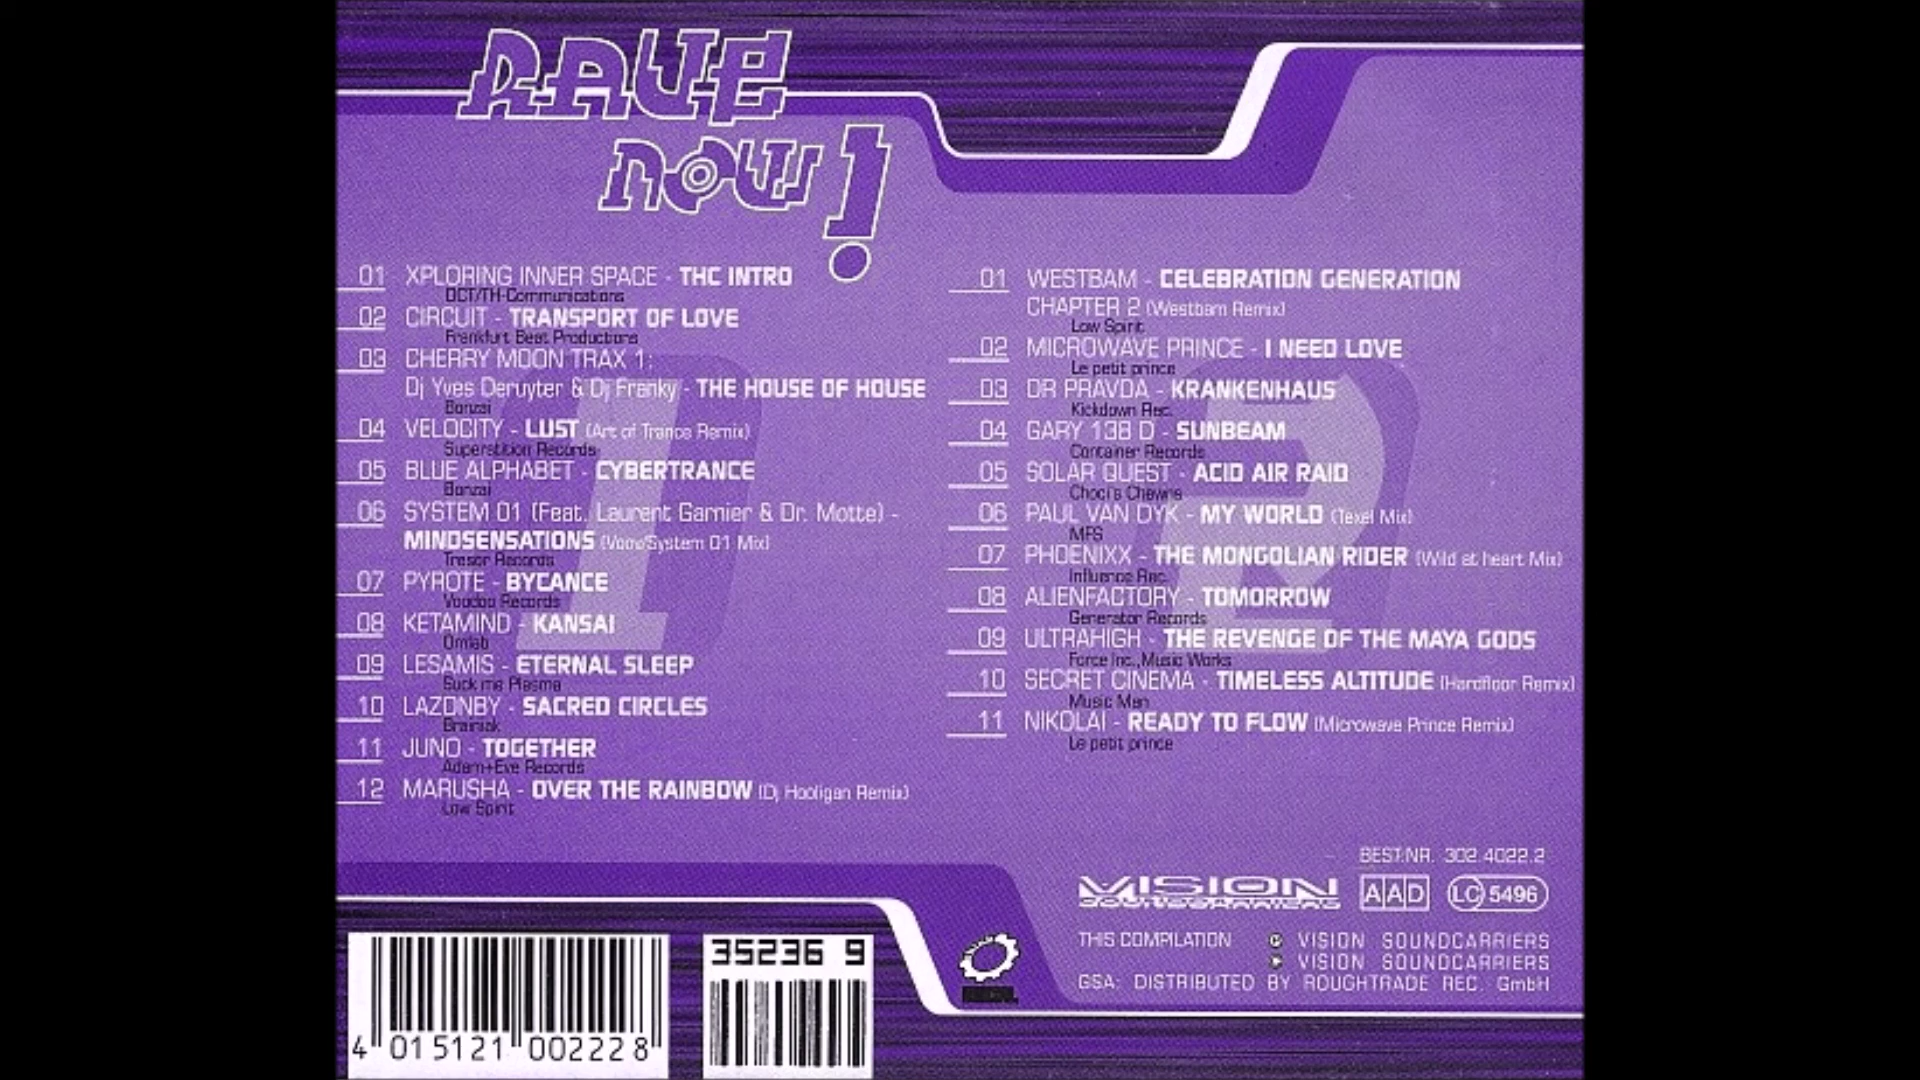 RAVE
NOW!
01 XPLORING INNER SPACE - THC INTRO
OCT/TH-Communications
02 CIRCUIT - TRANSPORT OF LOVE
Frankfurt Beat Productions
03 CHERRY MOON TRAX 1:
Dj Yves Deruyter & Dj Franky - THE HOUSE OF HOUSE
Bonzai
04 VELOCITY - LUST (Art of Trance Remix)
Superstition Records
05 BLUE ALPHABET - CYBERTRANCE
Bonzai
06 SYSTEM 01 (Feat. Laurent Garnier & Dr. Motte) -
MINDSENSATIONS (Voov/System 01 Mix)
Tresor Records
07 PYROTE - BYCANCE
Voodoo Records
08 KETAMIND - KANSAI
Omlab
09 LESAMIS - ETERNAL SLEEP
Suck me Plasma
10 LAZONBY - SACRED CIRCLES
Brainiak
11 JUNO - TOGETHER
Adam+Eve Records
12 MARUSHA - OVER THE RAINBOW (Dj Hooligan Remix)
Low Spirit
1
01 WESTBAM - CELEBRATION GENERATION
CHAPTER 2 (Westbam Remix)
Low Spirit
02 MICROWAVE PRINCE - I NEED LOVE
Le petit prince
03 DR PRAVDA - KRANKENHAUS
Kickdown Rec.
04 GARY 138 D - SUNBEAM
Container Records
05 SOLAR QUEST - ACID AIR RAID
Choci's Chewns
06 PAUL VAN DYK - MY WORLD (Texel Mix)
MFS
07 PHOENIXX - THE MONGOLIAN RIDER (Wild at heart Mix)
Influence Rec.
08 ALIENFACTORY - TOMORROW
Generator Records
09 ULTRAHIGH - THE REVENGE OF THE MAYA GODS
Force Inc., Music Works
10 SECRET CINEMA - TIMELESS ALTITUDE (Hardfloor Remix)
Music Man
11 NIKOLAI - READY TO FLOW (Microwave Prince Remix)
Le petit prince
2
BEST.NR. 302.4022.2
VISION
SOUNDCARRIERS
AAD
LC 5496
THIS COMPILATION ℗ VISION SOUNDCARRIERS
© VISION SOUNDCARRIERS
GSA: DISTRIBUTED BY ROUGHTRADE REC. GmbH
35236 9
4 015121 002228